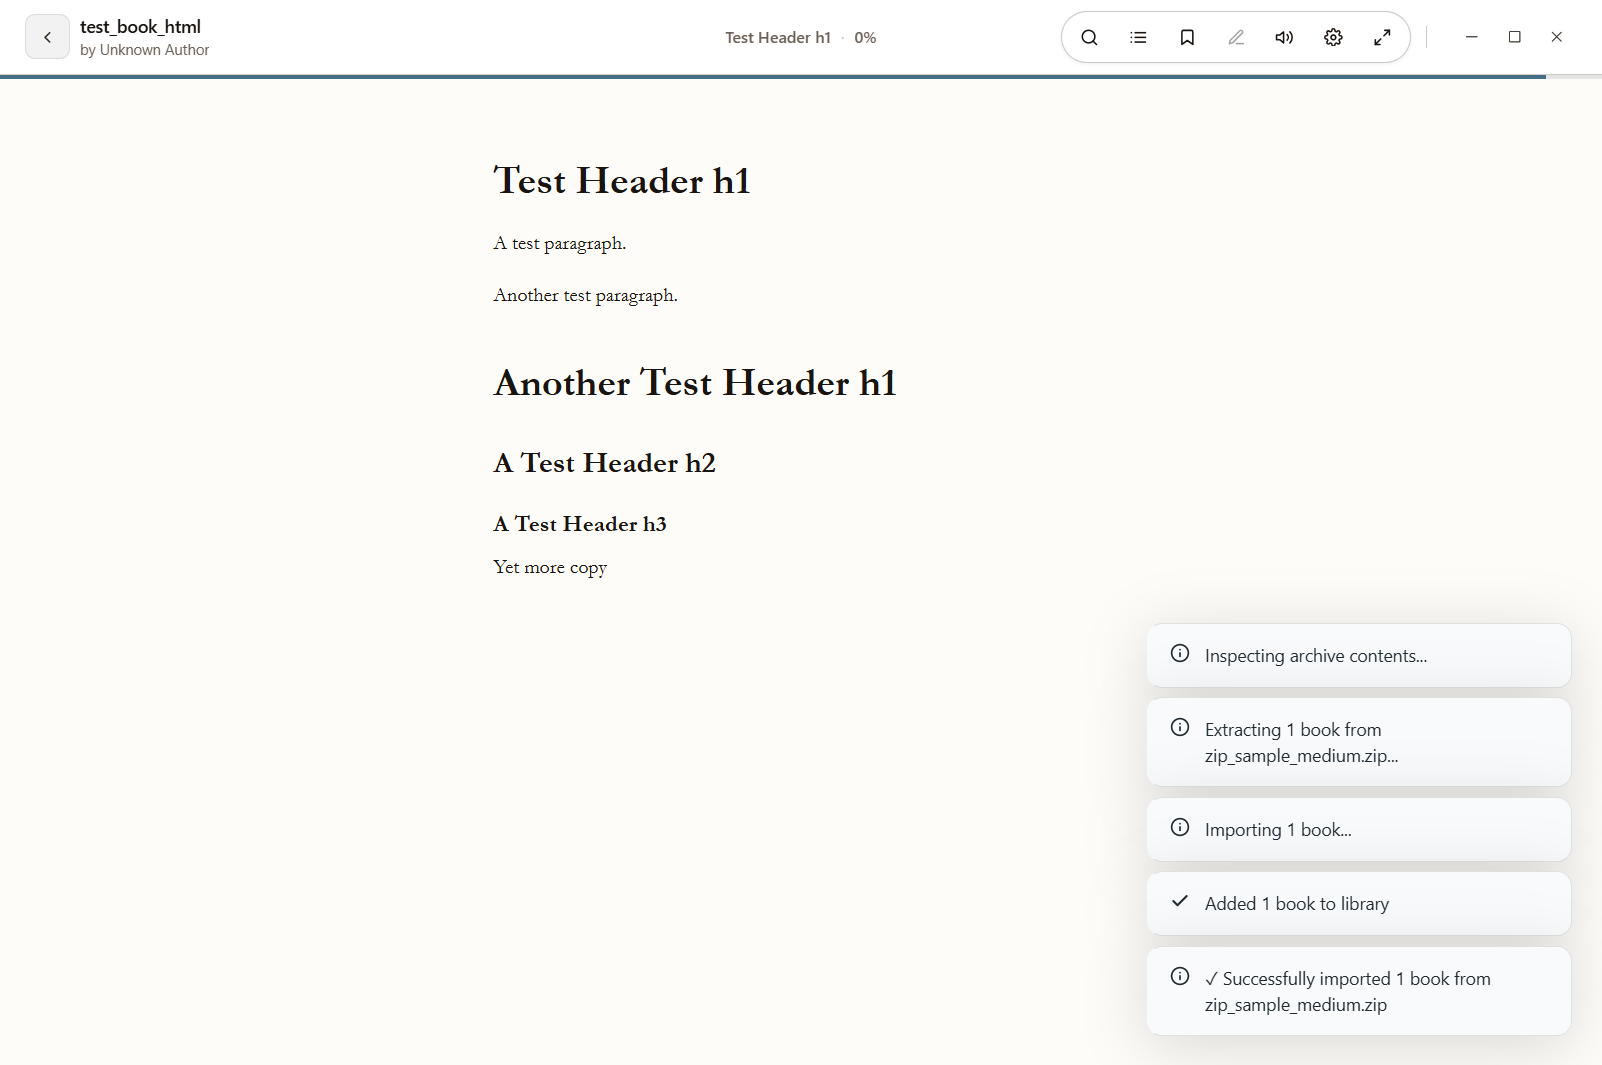 test_book_html
by Unknown Author
Test Header h1 · 0%
Test Header h1
A test paragraph.
Another test paragraph.
Another Test Header h1
A Test Header h2
A Test Header h3
Yet more copy
Inspecting archive contents...
Extracting 1 book from
zip_sample_medium.zip...
Importing 1 book...
Added 1 book to library
✓ Successfully imported 1 book from
zip_sample_medium.zip